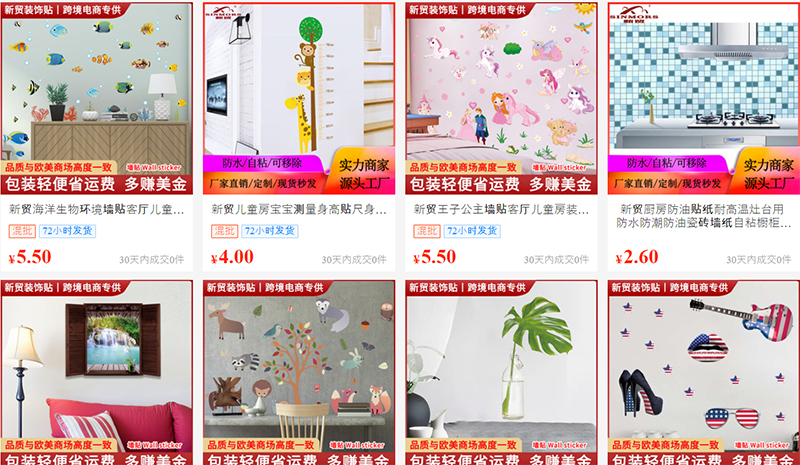 新贸装饰贴 | 跨境电商专供
品质与欧美商场高度一致
墙贴 Wall sticker
包装轻便省运费 多赚美金
新贸海洋生物环境墙贴客厅儿童…
混批 72小时发货
¥5.50
30天内成交0件
防水/自粘/可移除
厂家直销/定制/现货秒发
实力商家
源头工厂
新贸儿童房宝宝测量身高贴尺身…
混批 72小时发货
¥4.00
30天内成交0件
新贸装饰贴 | 跨境电商专供
品质与欧美商场高度一致
墙贴 Wall sticker
包装轻便省运费 多赚美金
新贸王子公主墙贴客厅儿童房装…
混批 72小时发货
¥5.50
30天内成交0件
SINMORS
新贸
防水/自粘/可移除
厂家直销/定制/现货秒发
实力商家
源头工厂
新贸厨房防油贴纸耐高温灶台用
防水防潮防油瓷砖墙纸自粘橱柜…
¥2.60
30天内成交0件
新贸装饰贴 | 跨境电商专供
品质与欧美商场高度一致
墙贴 Wall sticker
包装轻便省运费 多赚美金
新贸装饰贴 | 跨境电商专供
品质与欧美商场高度一致
墙贴 Wall sticker
包装轻便省运费 多赚美金
新贸装饰贴 | 跨境电商专供
品质与欧美商场高度一致
墙贴 Wall sticker
包装轻便省运费 多赚美金
新贸装饰贴 | 跨境电商专供
品质与欧美商场高度一致
墙贴 Wall sticker
包装轻便省运费 多赚美金